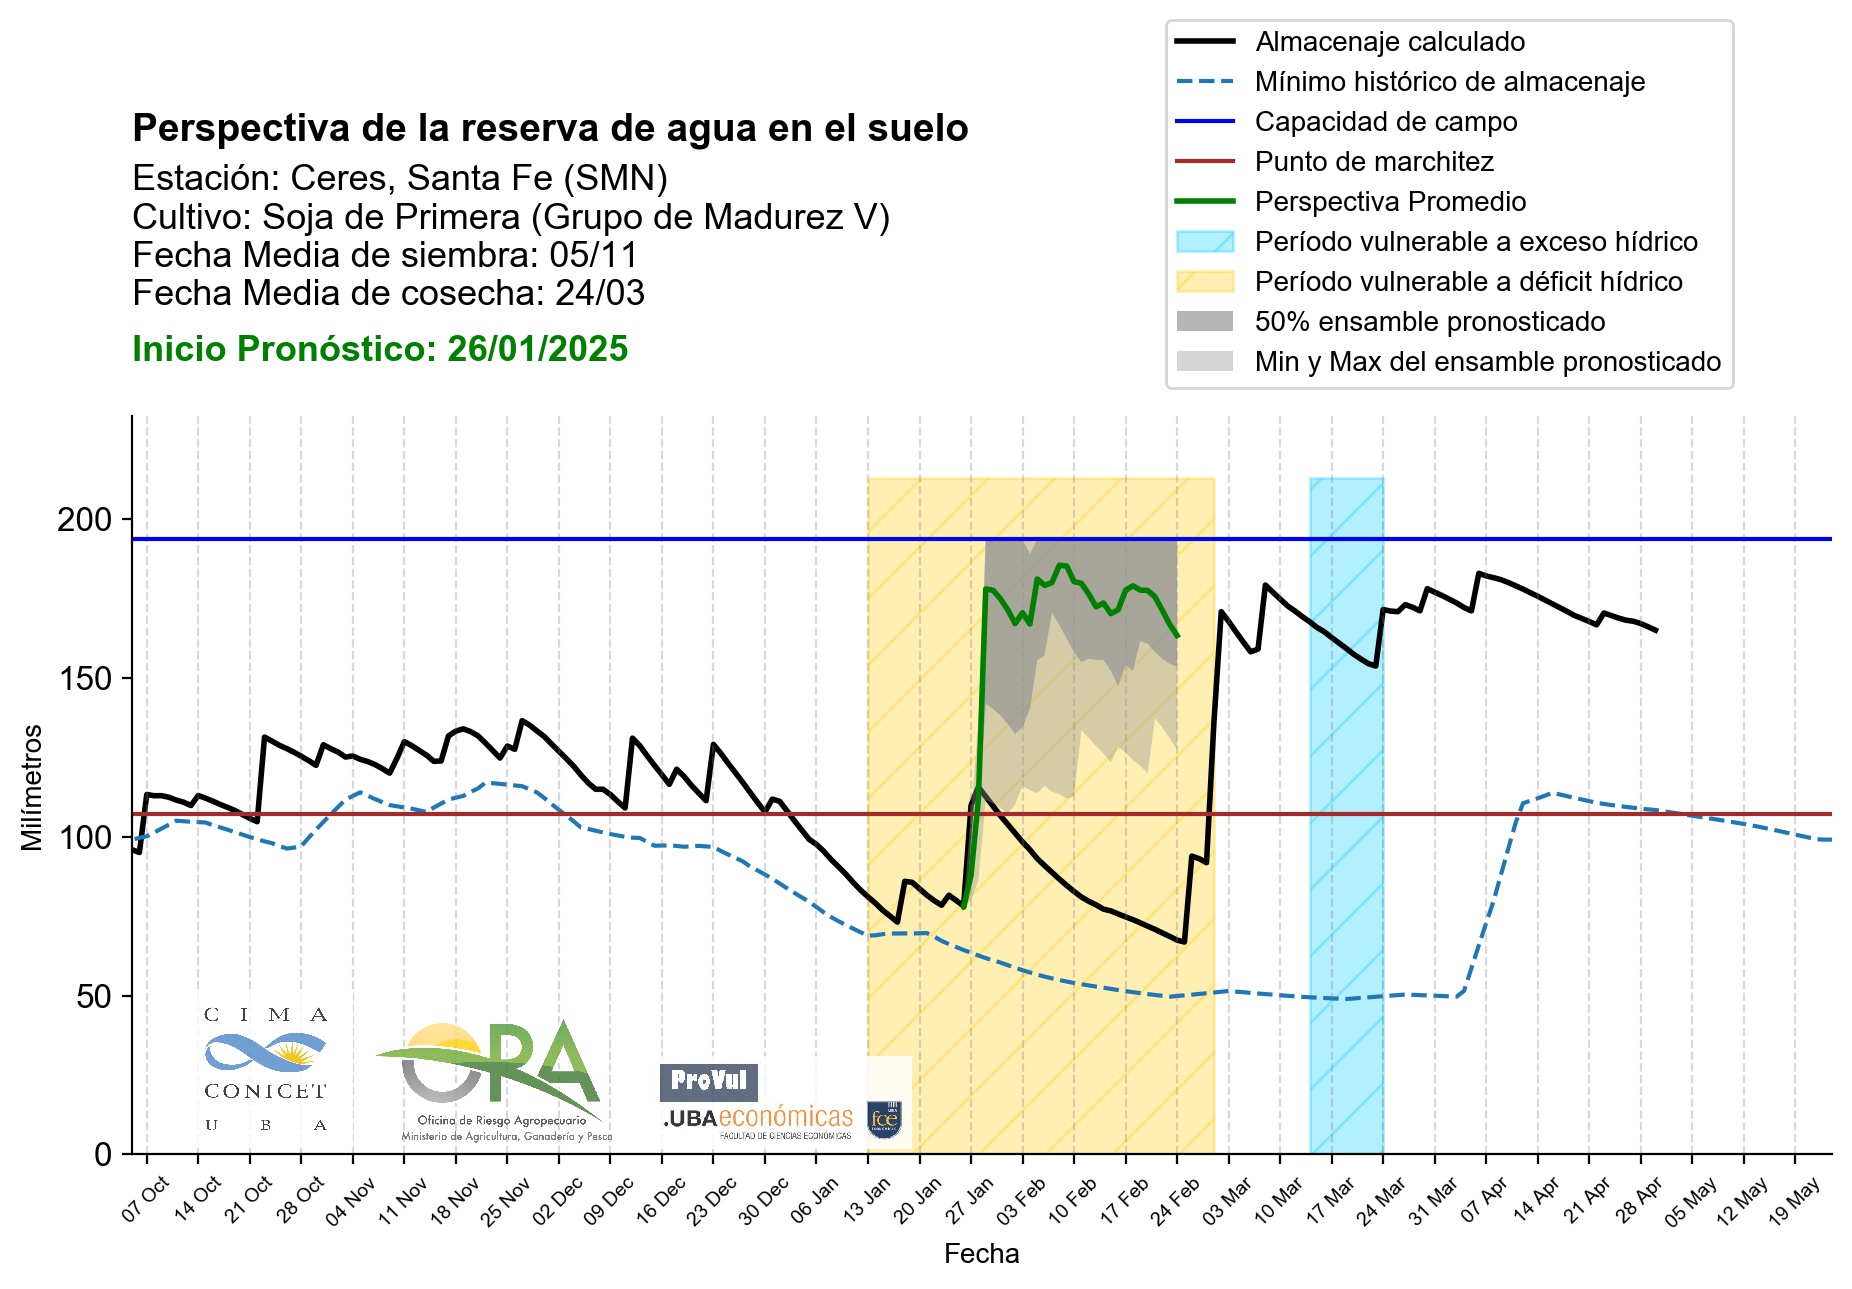 Almacenaje calculado
Mínimo histórico de almacenaje
Capacidad de campo
Punto de marchitez
Perspectiva Promedio
Período vulnerable a exceso hídrico
Período vulnerable a déficit hídrico
50% ensamble pronosticado
Min y Max del ensamble pronosticado
Perspectiva de la reserva de agua en el suelo
Estación: Ceres, Santa Fe (SMN)
Cultivo: Soja de Primera (Grupo de Madurez V)
Fecha Media de siembra: 05/11
Fecha Media de cosecha: 24/03
Inicio Pronóstico: 26/01/2025
200
150
100
50
0
Milímetros
CIMA
CONICET
UBA
ORA
Oficina de Riesgo Agropecuario
Ministerio de Agricultura, Ganadería y Pesca
ProVul
.UBAeconómicas
FACULTAD DE CIENCIAS ECONÓMICAS
UBA
fce
07 Oct
14 Oct
21 Oct
28 Oct
04 Nov
11 Nov
18 Nov
25 Nov
02 Dec
09 Dec
16 Dec
23 Dec
30 Dec
06 Jan
13 Jan
20 Jan
27 Jan
03 Feb
10 Feb
17 Feb
24 Feb
03 Mar
10 Mar
17 Mar
24 Mar
31 Mar
07 Apr
14 Apr
21 Apr
28 Apr
05 May
12 May
19 May
Fecha